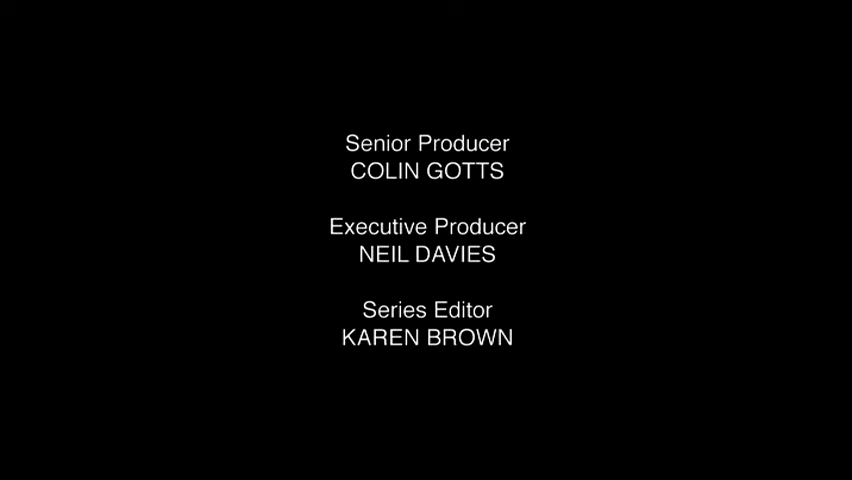 Senior Producer
COLIN GOTTS
Executive Producer
NEIL DAVIES
Series Editor
KAREN BROWN